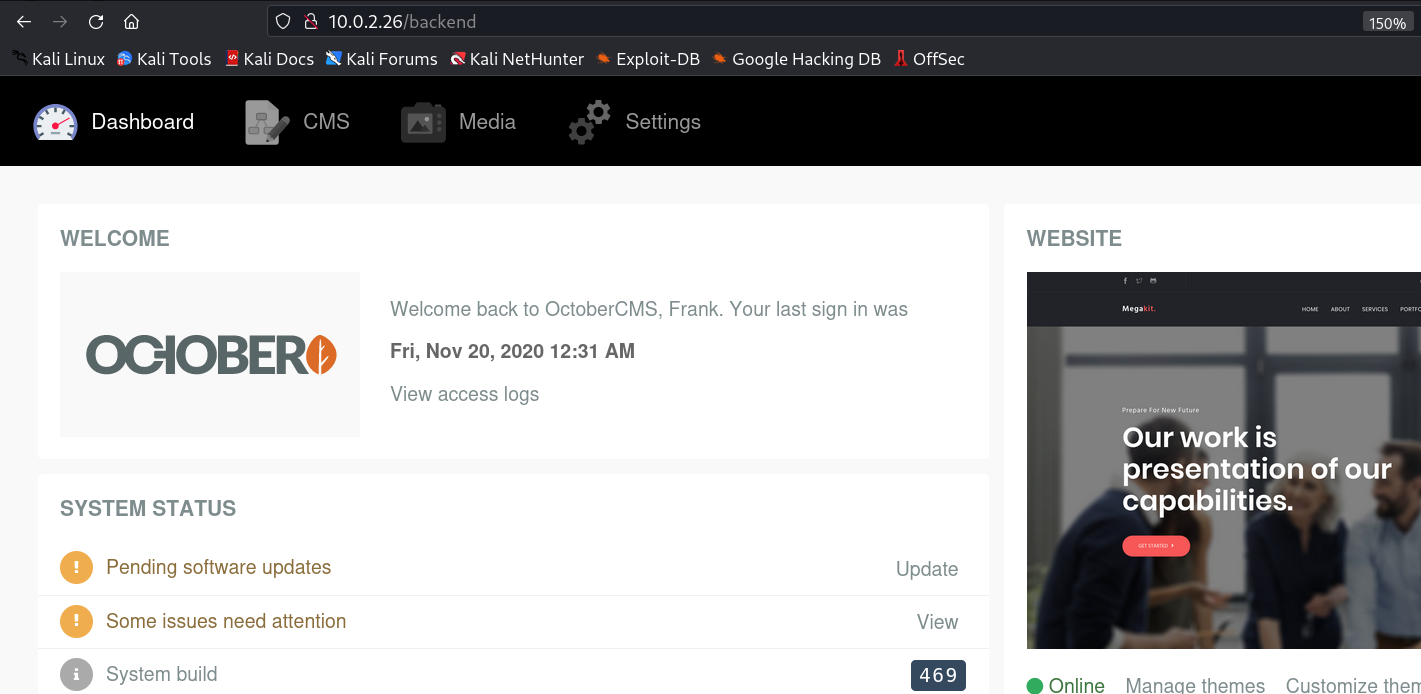 10.0.2.26/backend
150%
Kali Linux Kali Tools Kali Docs Kali Forums Kali NetHunter Exploit-DB Google Hacking DB OffSec
Dashboard CMS Media Settings
WELCOME
OCTOBER
Welcome back to OctoberCMS, Frank. Your last sign in was
Fri, Nov 20, 2020 12:31 AM
View access logs
SYSTEM STATUS
Pending software updates Update
Some issues need attention View
System build 469
WEBSITE
Megakit. HOME ABOUT SERVICES
Prepare For New Future
Our work is
presentation of our
capabilities.
GET STARTED
Online Manage themes Customize